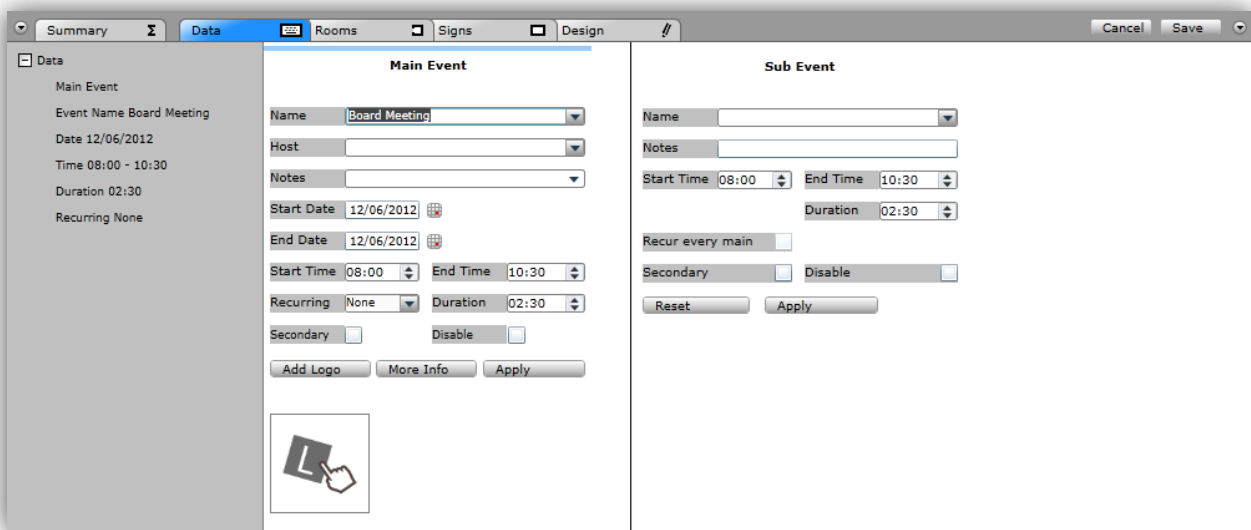 Summary Σ Data Rooms Signs Design Cancel Save
Data
Main Event
Event Name Board Meeting
Date 12/06/2012
Time 08:00 - 10:30
Duration 02:30
Recurring None
Main Event
Name Board Meeting
Host
Notes
Start Date 12/06/2012
End Date 12/06/2012
Start Time 08:00 End Time 10:30
Recurring None Duration 02:30
Secondary Disable
Add Logo More Info Apply
L
Sub Event
Name
Notes
Start Time 08:00 End Time 10:30
Duration 02:30
Recur every main
Secondary Disable
Reset Apply